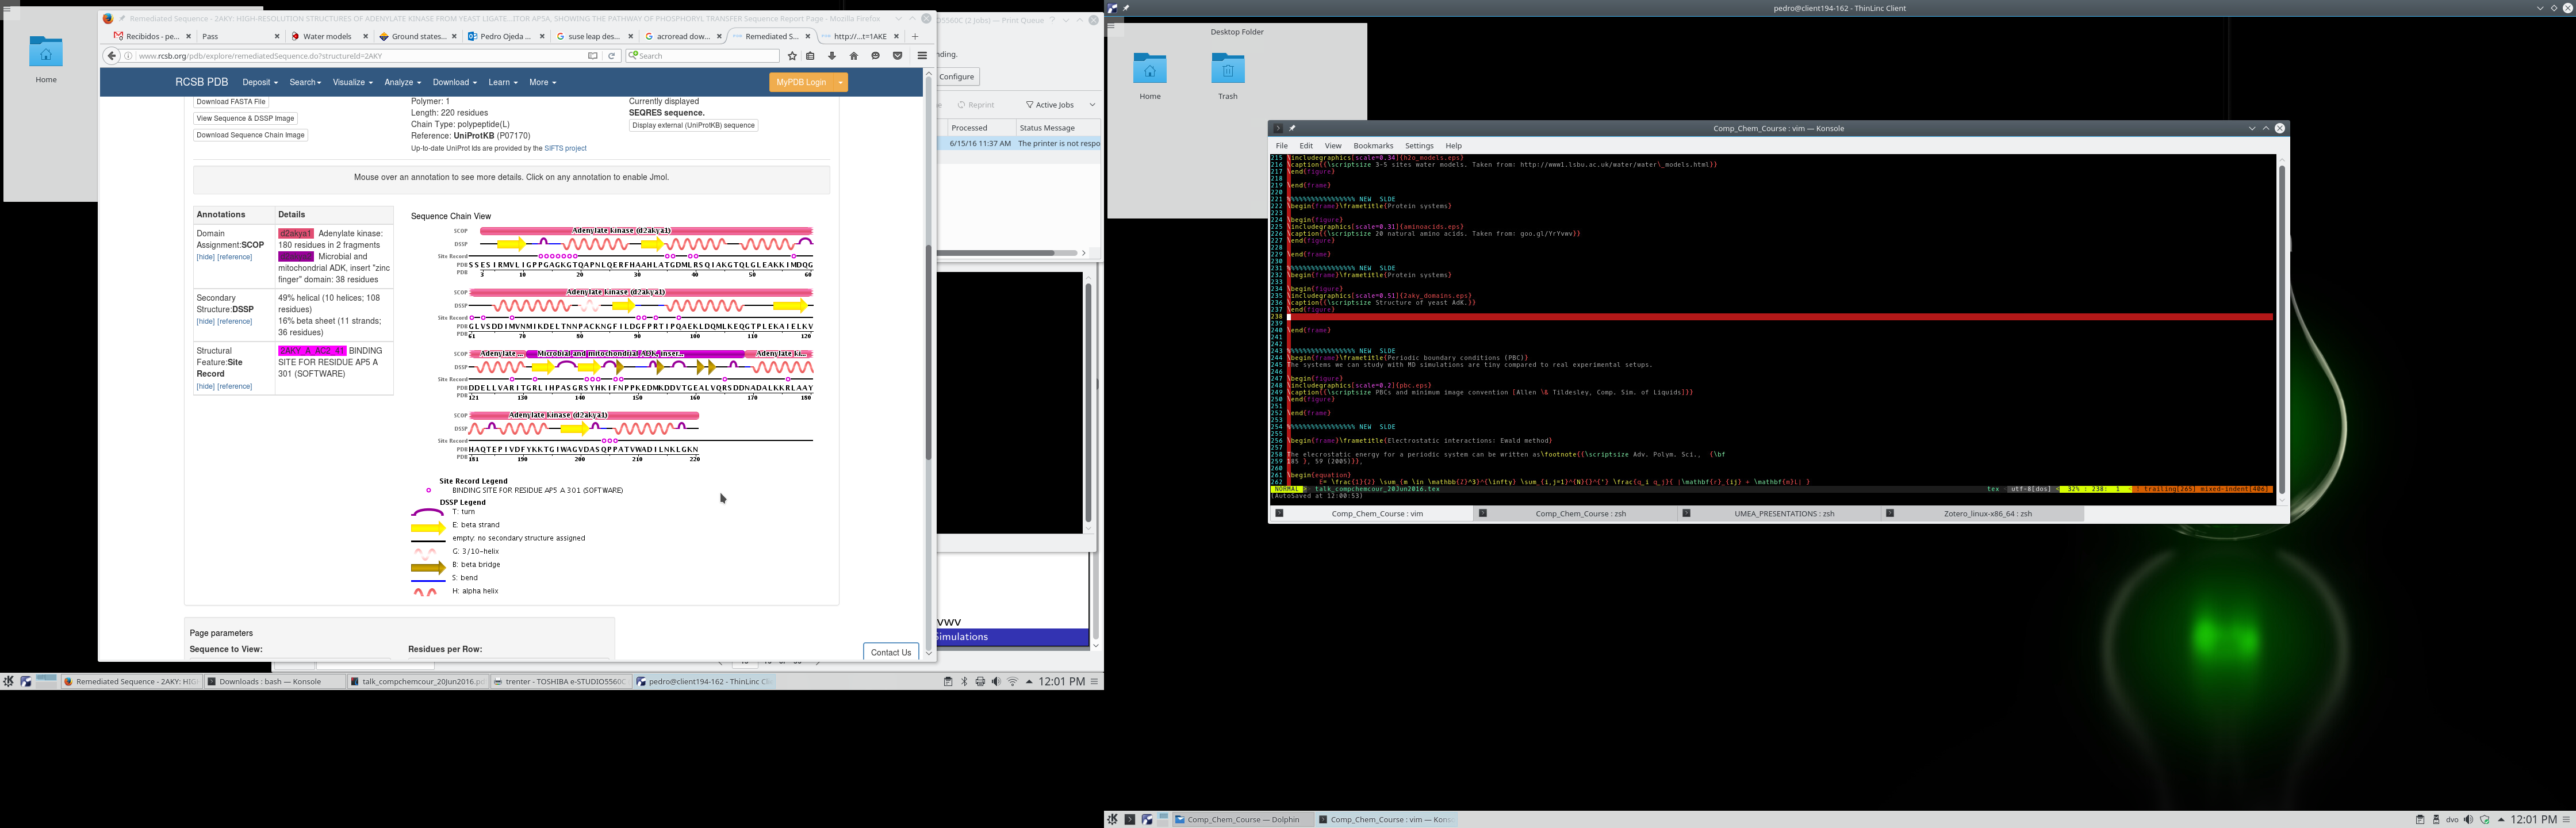 Home
Remediated Sequence - 2AKY: HIGH-RESOLUTION STRUCTURES OF ADENYLATE KINASE FROM YEAST LIGATE...ITOR AP5A, SHOWING THE PATHWAY OF PHOSPHORYL TRANSFER Sequence Report Page - Mozilla Firefox
Recibidos - pe...
Pass
Water models
Ground states...
Pedro Ojeda ...
suse leap des...
acroread dow...
Remediated S...
http://...t=1AKE
www.rcsb.org/pdb/explore/remediatedSequence.do?structureId=2AKY
Search
RCSB PDB
Deposit
Search
Visualize
Analyze
Download
Learn
More
MyPDB Login
Download FASTA File
View Sequence & DSSP Image
Download Sequence Chain Image
Polymer: 1
Length: 220 residues
Chain Type: polypeptide(L)
Reference: UniProtKB (P07170)
Up-to-date UniProt Ids are provided by the SIFTS project
Currently displayed
SEQRES sequence.
Display external (UniProtKB) sequence
Mouse over an annotation to see more details. Click on any annotation to enable Jmol.
Annotations
Details
Domain
Assignment:SCOP
[hide] [reference]
d2akya1 Adenylate kinase:
180 residues in 2 fragments
Microbial and
mitochondrial ADK, insert "zinc
finger" domain: 38 residues
Secondary
Structure:DSSP
[hide] [reference]
49% helical (10 helices; 108
residues)
16% beta sheet (11 strands;
36 residues)
Structural
Feature:Site
Record
[hide] [reference]
2AKY_A_AC2_41 BINDING
SITE FOR RESIDUE AP5 A
301 (SOFTWARE)
Sequence Chain View
SCOP Adenylate kinase (d2akya1)
DSSP
Site Record
PDB SSESIRMVLIGPPGAGKGTQAPNLQERFHAAHLATGDMLRSQIAKGTQLGLEAKKIMDQG
PDB 3 10 20 30 40 50 60
SCOP Adenylate kinase (d2akya1)
DSSP
Site Record
PDB GLVSDDIMVNMIKDELTNNPACKNGFILDGFPRTIPQAEKLDQMLKEQGTPLEKAIELKV
PDB 61 70 80 90 100 110 120
SCOP Adenylate ... Microbial and mitochondrial ADK, inser... Adenylate ki...
DSSP
Site Record
PDB DDELLVARITGRLIHPASGRSYHKIFNPPKEDMKDDVTGEALVQRSDDNADALKKRLAAY
PDB 121 130 140 150 160 170 180
SCOP Adenylate kinase (d2akya1)
DSSP
Site Record
PDB HAQTEPIVDFYKKTGIWAGVDASQPPATVWADILNKLGKN
PDB 181 190 200 210 220
Site Record Legend
BINDING SITE FOR RESIDUE AP5 A 301 (SOFTWARE)
DSSP Legend
T: turn
E: beta strand
empty: no secondary structure assigned
G: 3/10-helix
B: beta bridge
S: bend
H: alpha helix
Page parameters
Sequence to View:
Residues per Row:
Contact Us
5560C (2 Jobs) — Print Queue
nding.
Configure
Reprint
Active Jobs
Processed
Status Message
6/15/16 11:37 AM
The printer is not respo
vwv
imulations
Remediated Sequence - 2AKY: HIG
Downloads : bash — Konsole
talk_compchemcour_20Jun2016.pd
trenter - TOSHIBA e-STUDIO5560C
pedro@client194-162 - ThinLinc Cli
12:01 PM
pedro@client194-162 - ThinLinc Client
Desktop Folder
Home
Trash
Comp_Chem_Course : vim — Konsole
File
Edit
View
Bookmarks
Settings
Help
215 \includegraphics[scale=0.34]{h2o_models.eps}
216 \caption{{\scriptsize 3-5 sites water models. Taken from: http://www1.lsbu.ac.uk/water/water\_models.html}}
217 \end{figure}
218
219 \end{frame}
220
221 %%%%%%%%%%%%%%%% NEW SLDE
222 \begin{frame}\frametitle{Protein systems}
223
224 \begin{figure}
225 \includegraphics[scale=0.31]{aminoacids.eps}
226 \caption{{\scriptsize 20 natural amino acids. Taken from: goo.gl/YrYvwv}}
227 \end{figure}
228
229 \end{frame}
230
231 %%%%%%%%%%%%%%%% NEW SLDE
232 \begin{frame}\frametitle{Protein systems}
233
234 \begin{figure}
235 \includegraphics[scale=0.51]{2aky_domains.eps}
236 \caption{{\scriptsize Structure of yeast AdK.}}
237 \end{figure}
238
239
240 \end{frame}
241
242
243 %%%%%%%%%%%%%%%% NEW SLDE
244 \begin{frame}\frametitle{Periodic boundary conditions (PBC)}
245 The systems we can study with MD simulations are tiny compared to real experimental setups.
246
247 \begin{figure}
248 \includegraphics[scale=0.2]{pbc.eps}
249 \caption{{\scriptsize PBCs and minimum image convention [Allen \& Tildesley, Comp. Sim. of Liquids]}}
250 \end{figure}
251
252 \end{frame}
253
254 %%%%%%%%%%%%%%%% NEW SLDE
255
256 \begin{frame}\frametitle{Electrostatic interactions: Ewald method}
257
258 The elecrostatic energy for a periodic system can be written as\footnote{{\scriptsize Adv. Polym. Sci., {\bf
259 185 }, 59 (2005)}},
260
261 \begin{equation}
262 E= \frac{1}{2} \sum_{m \in \mathbb{Z}^3}^{\infty} \sum_{i,j=1}^{N}{}^{'} \frac{q_i q_j}{ |\mathbf{r}_{ij} + \mathbf{m}L| }
NORMAL talk_compchemcour_20Jun2016.tex tex utf-8[dos] 32% 238: 1 trailing[265] mixed-indent[406]
(AutoSaved at 12:00:53)
Comp_Chem_Course : vim
Comp_Chem_Course : zsh
UMEA_PRESENTATIONS : zsh
Zotero_linux-x86_64 : zsh
Comp_Chem_Course — Dolphin
Comp_Chem_Course : vim — Kons
dvo
12:01 PM